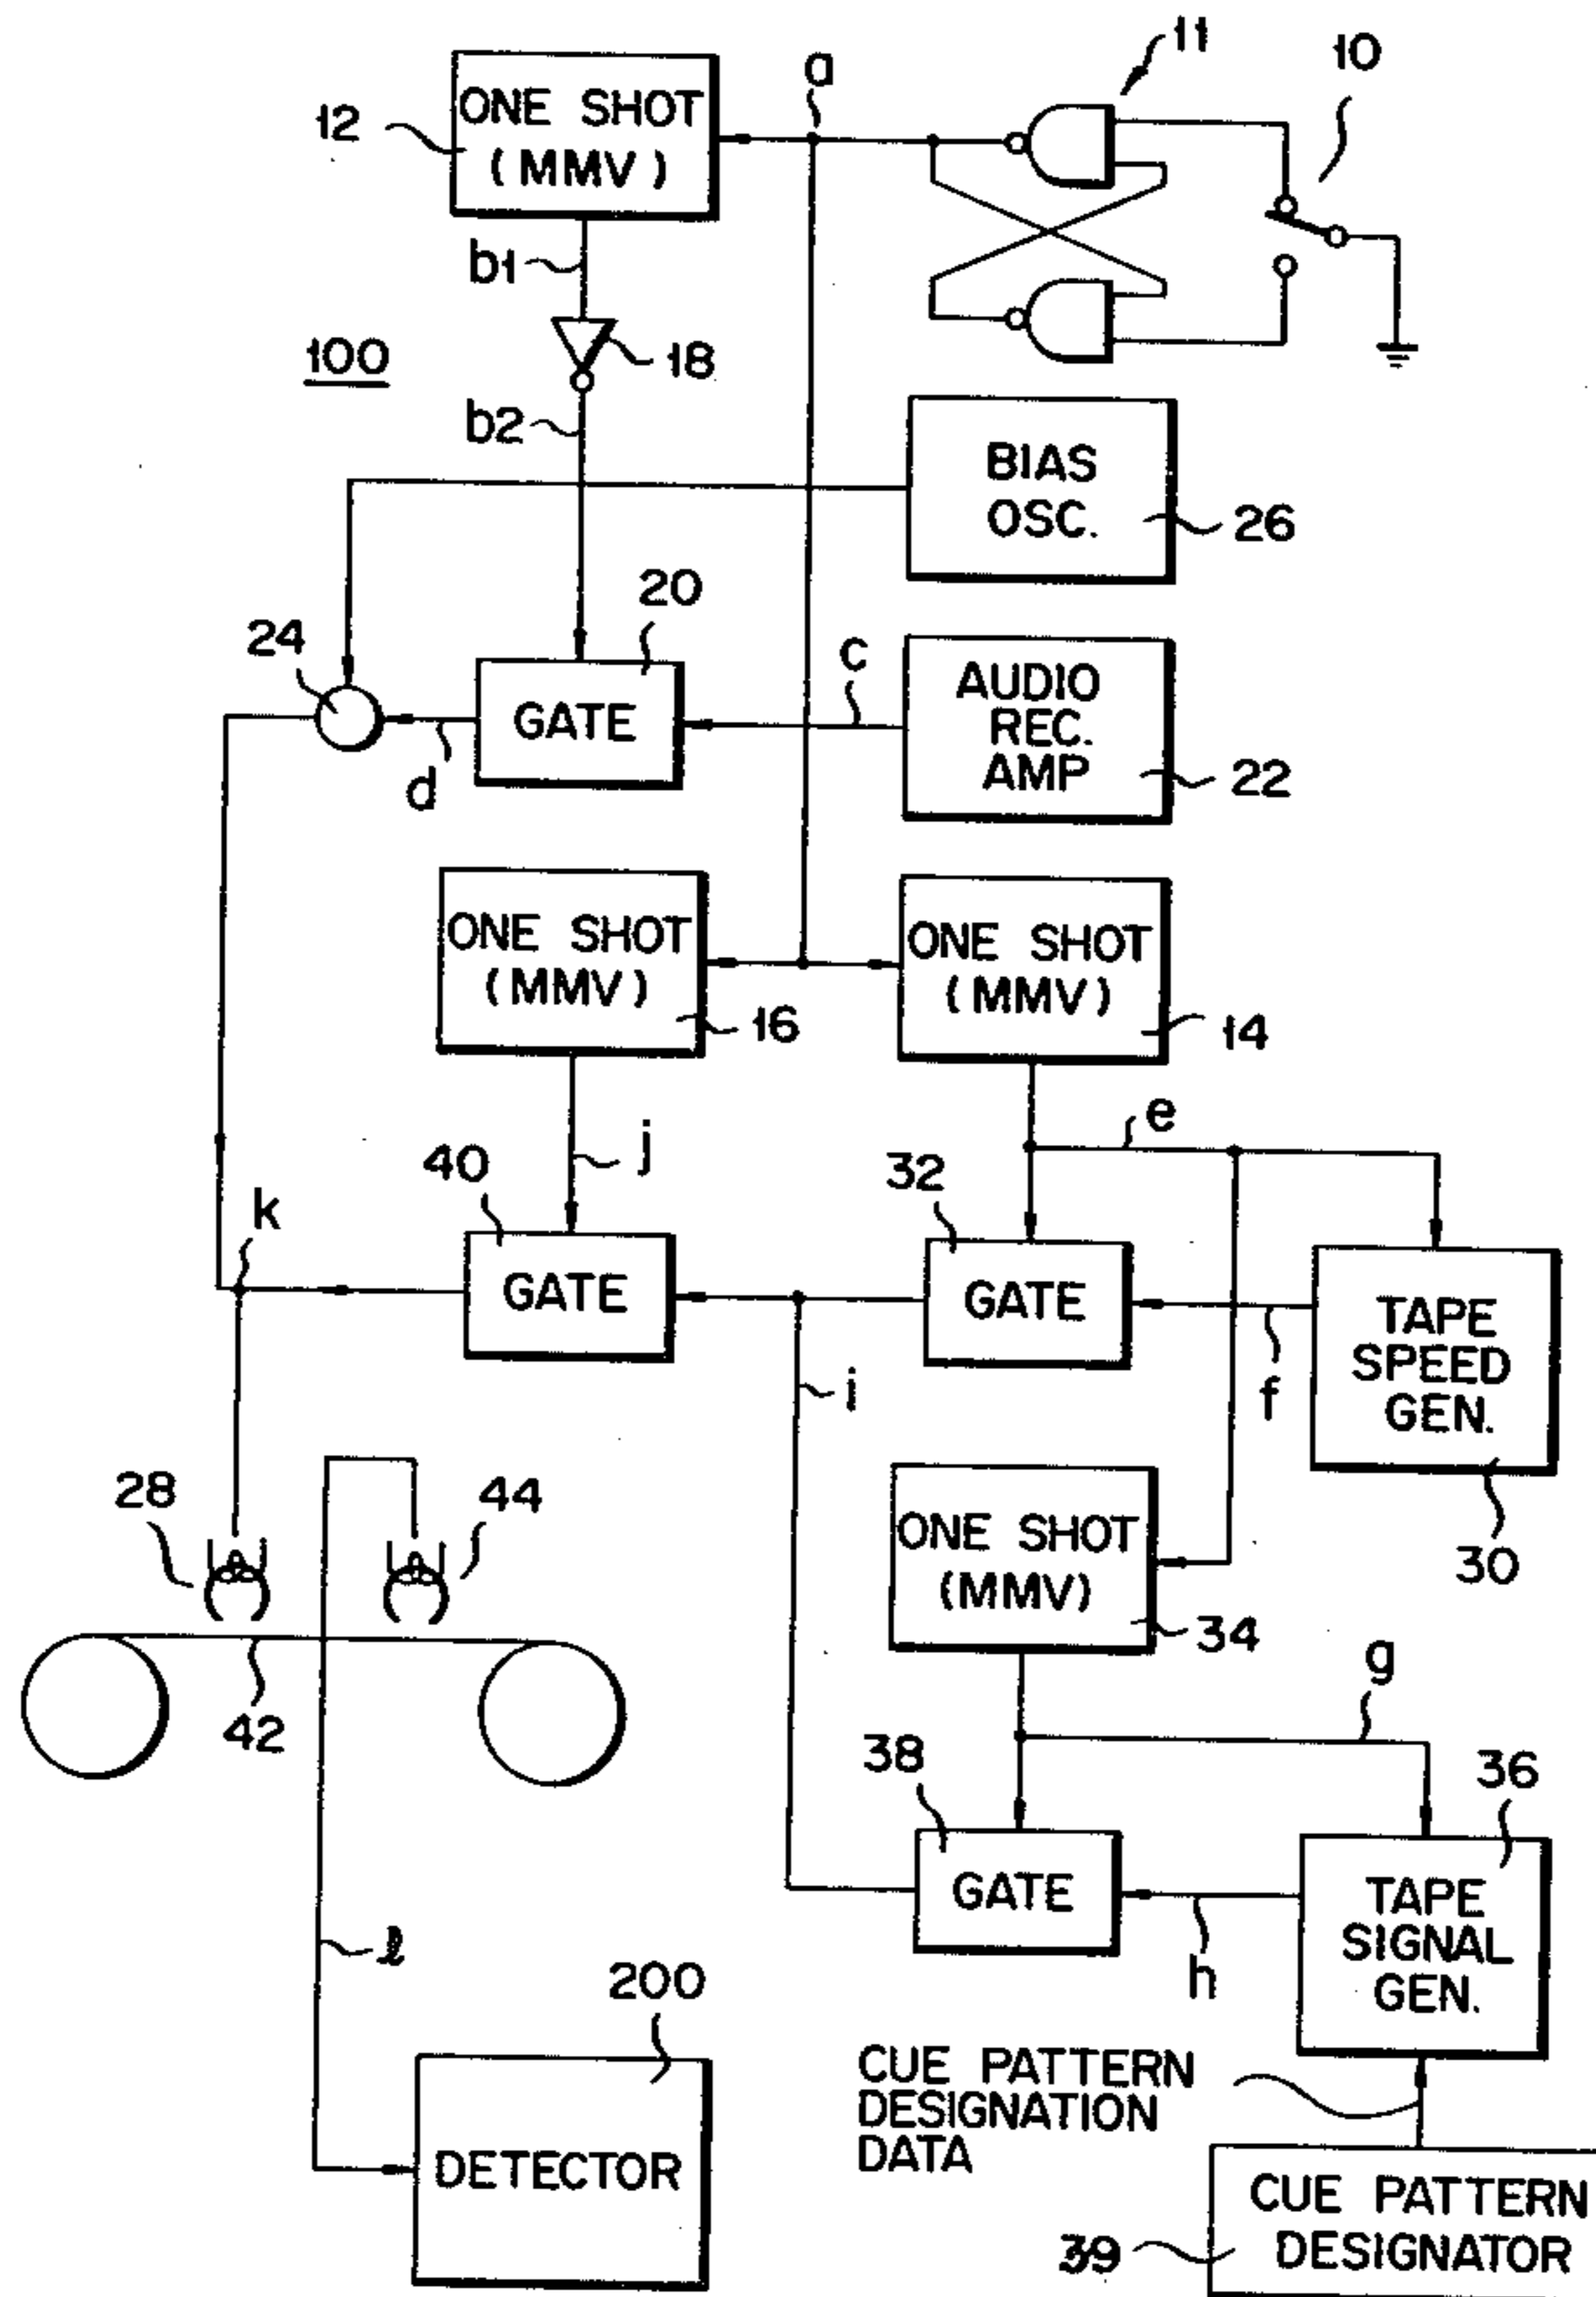 11
10
a
12
ONE SHOT
(MMV)
b1
100
18
b2
BIAS
OSC.
26
20
24
c
GATE
AUDIO
REC.
AMP
22
d
ONE SHOT
(MMV)
16
ONE SHOT
(MMV)
14
e
j
40
32
k
GATE
GATE
TAPE
SPEED
GEN.
f
i
28
44
ONE SHOT
(MMV)
34
30
42
g
38
36
GATE
TAPE
SIGNAL
GEN.
h
l
200
DETECTOR
CUE PATTERN
DESIGNATION
DATA
CUE PATTERN
DESIGNATOR
39